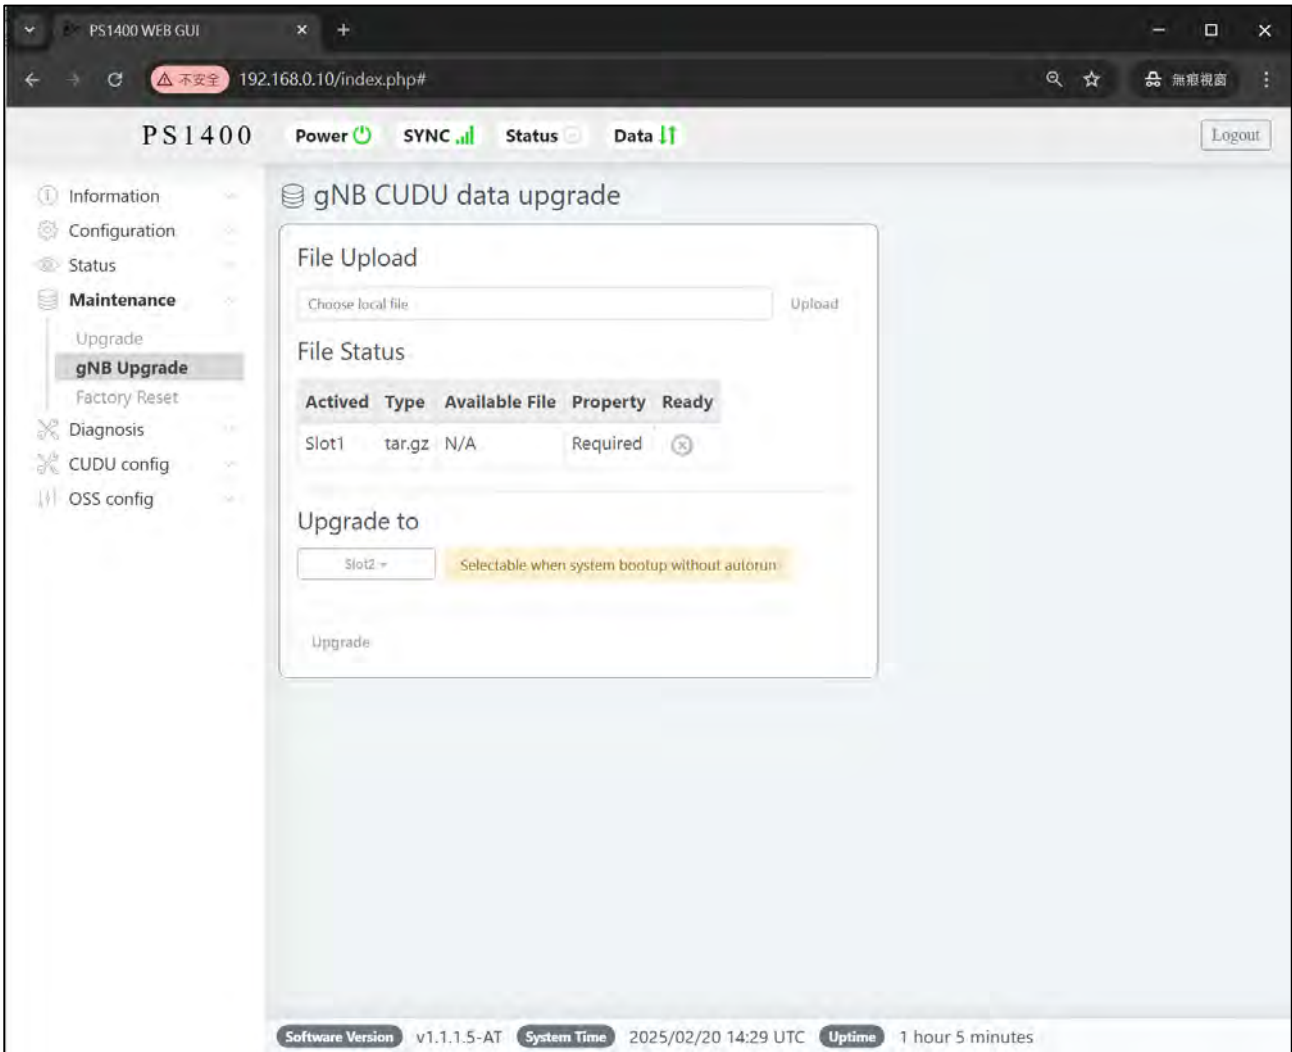 PS1400 WEB GUI
不安全 192.168.0.10/index.php# 無痕視窗
PS1400 Power SYNC Status Data Logout
Information
Configuration
Status
Maintenance
Upgrade
gNB Upgrade
Factory Reset
Diagnosis
CUDU config
OSS config
gNB CUDU data upgrade
File Upload
Choose local file Upload
File Status
Actived Type Available File Property Ready
Slot1 tar.gz N/A Required
Upgrade to
Slot2 Selectable when system bootup without autorun
Upgrade
Software Version v1.1.1.5-AT System Time 2025/02/20 14:29 UTC Uptime 1 hour 5 minutes